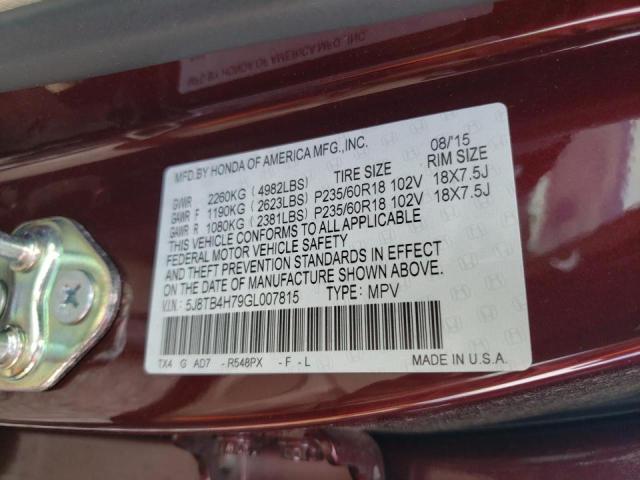 MFD.BY HONDA OF AMERICA MFG.,INC. 08/'15
TIRE SIZE RIM SIZE
GVWR 2260KG ( 4982LBS)
GAWR F 1190KG ( 2623LBS) P235/60R18 102V 18X7.5J
GAWR R 1080KG ( 2381LBS) P235/60R18 102V 18X7.5J
THIS VEHICLE CONFORMS TO ALL APPLICABLE
FEDERAL MOTOR VEHICLE SAFETY
AND THEFT PREVENTION STANDARDS IN EFFECT
ON THE DATE OF MANUFACTURE SHOWN ABOVE.
V.I.N.: 5J8TB4H79GL007815 TYPE: MPV
TX4 G AD7 - R548PX - F - L MADE IN U.S.A.